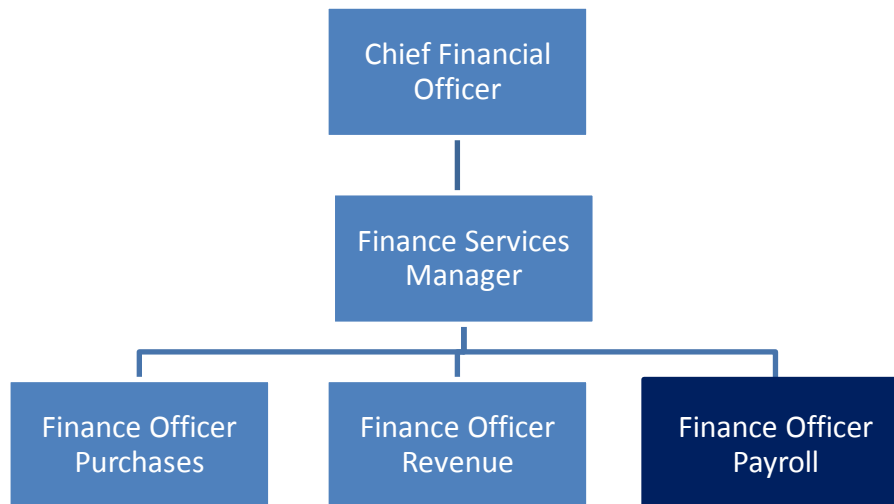 Chief Financial
Officer
Finance Services
Manager
Finance Officer
Purchases
Finance Officer
Revenue
Finance Officer
Payroll